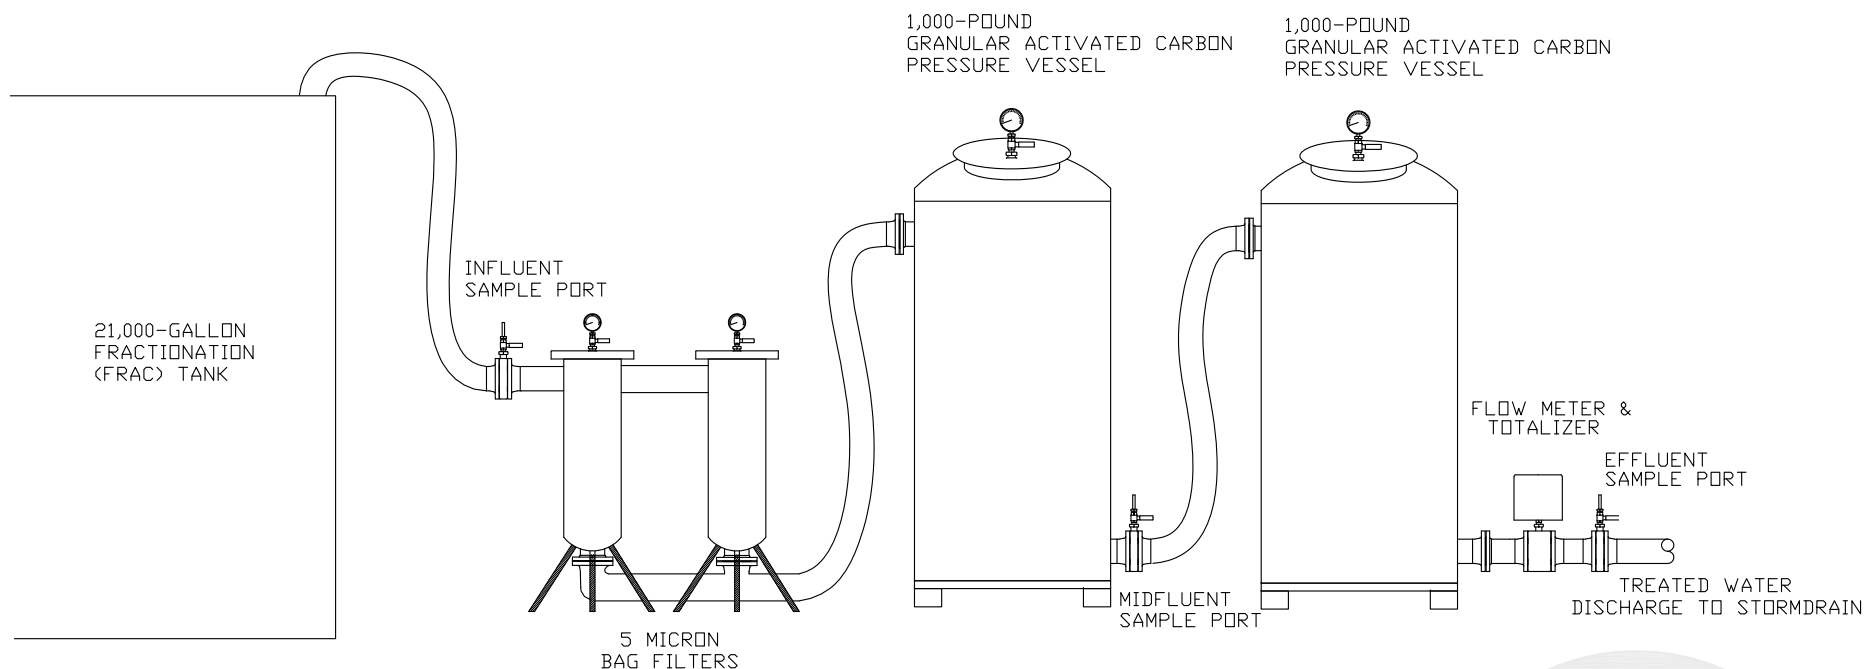 1,000-POUND
GRANULAR ACTIVATED CARBON
PRESSURE VESSEL
1,000-POUND
GRANULAR ACTIVATED CARBON
PRESSURE VESSEL
INFLUENT
SAMPLE PORT
21,000-GALLON
FRACTIONATION
(FRAC) TANK
FLOW METER &
TOTALIZER
EFFLUENT
SAMPLE PORT
MIDFLUENT
SAMPLE PORT
TREATED WATER
DISCHARGE TO STORMDRAIN
5 MICRON
BAG FILTERS